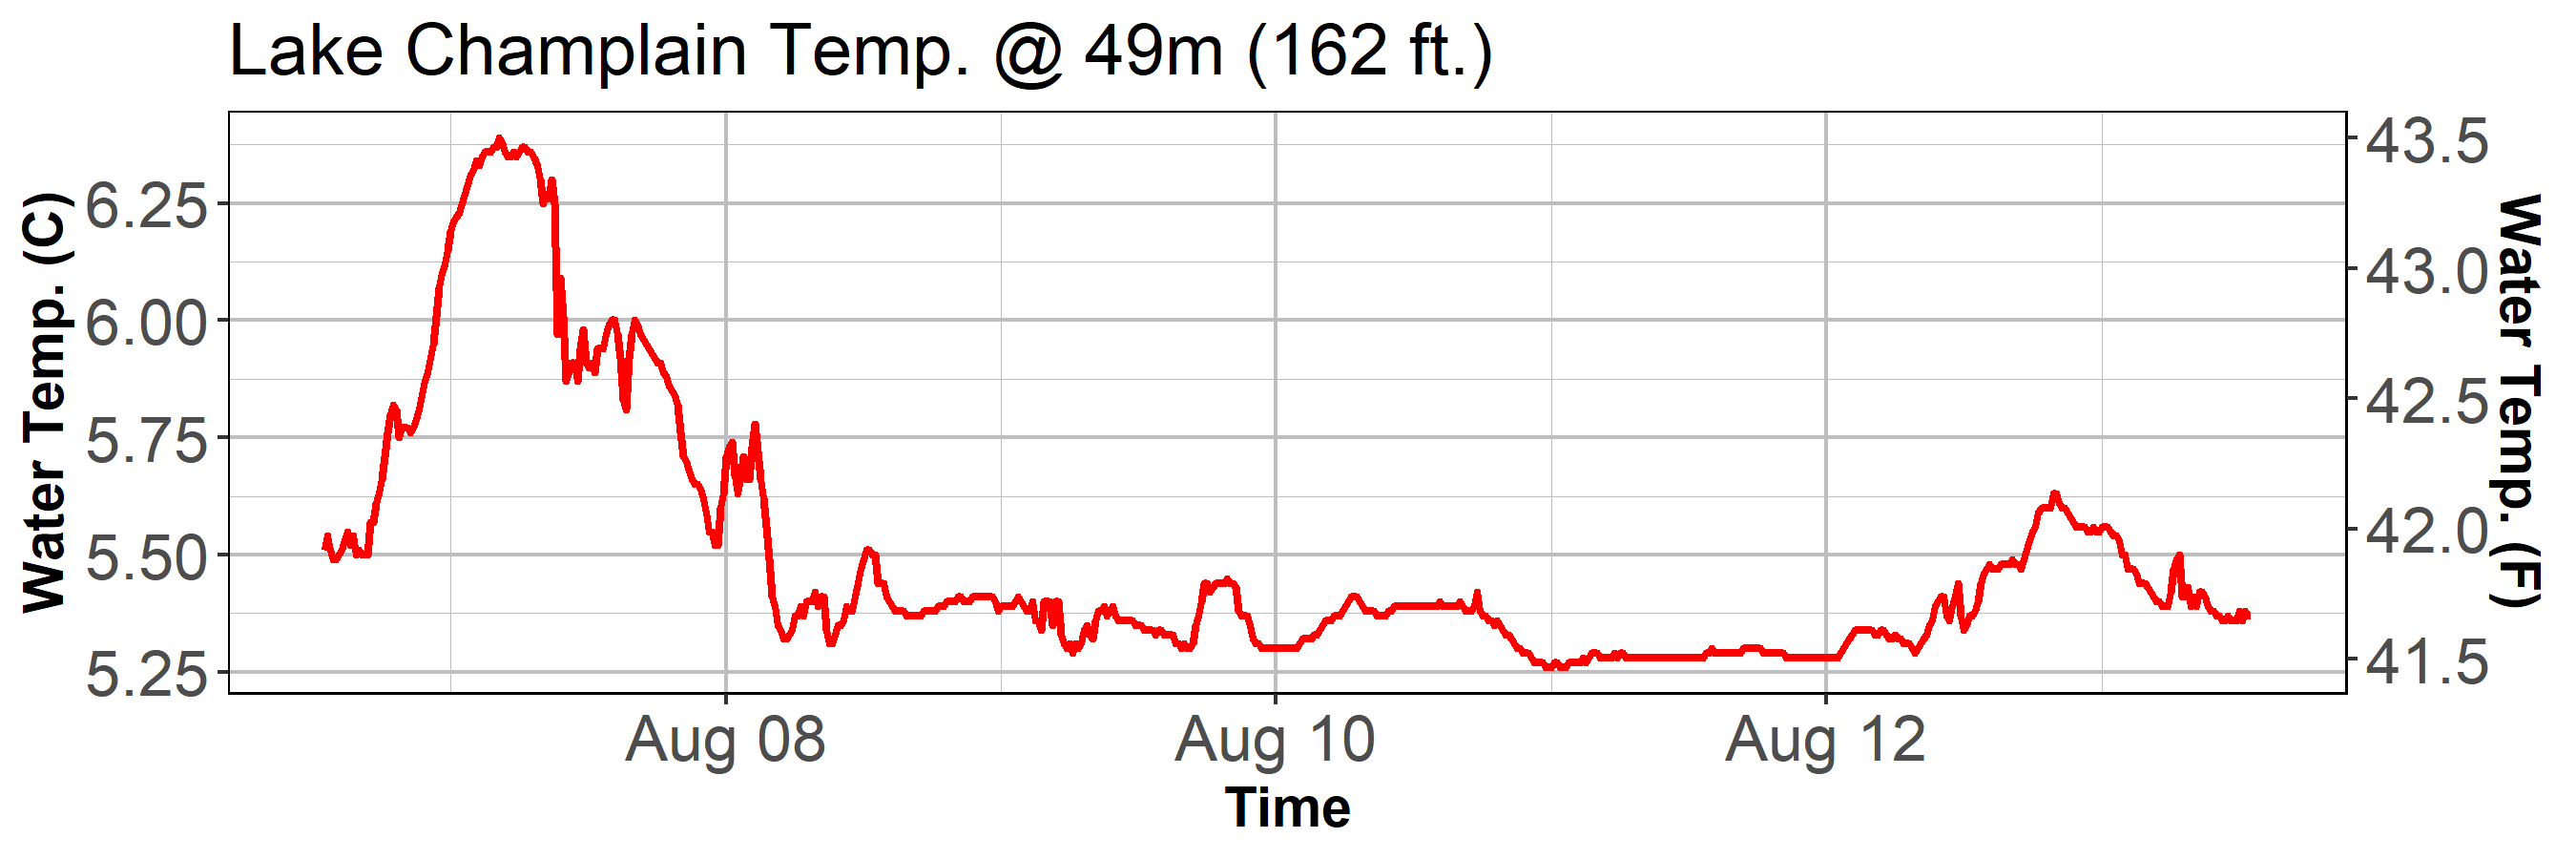 Lake Champlain Temp. @ 49m (162 ft.)
Water Temp. (C)
6.25
6.00
5.75
5.50
5.25
43.5
43.0
42.5
42.0
41.5
Water Temp. (F)
Aug 08
Aug 10
Aug 12
Time